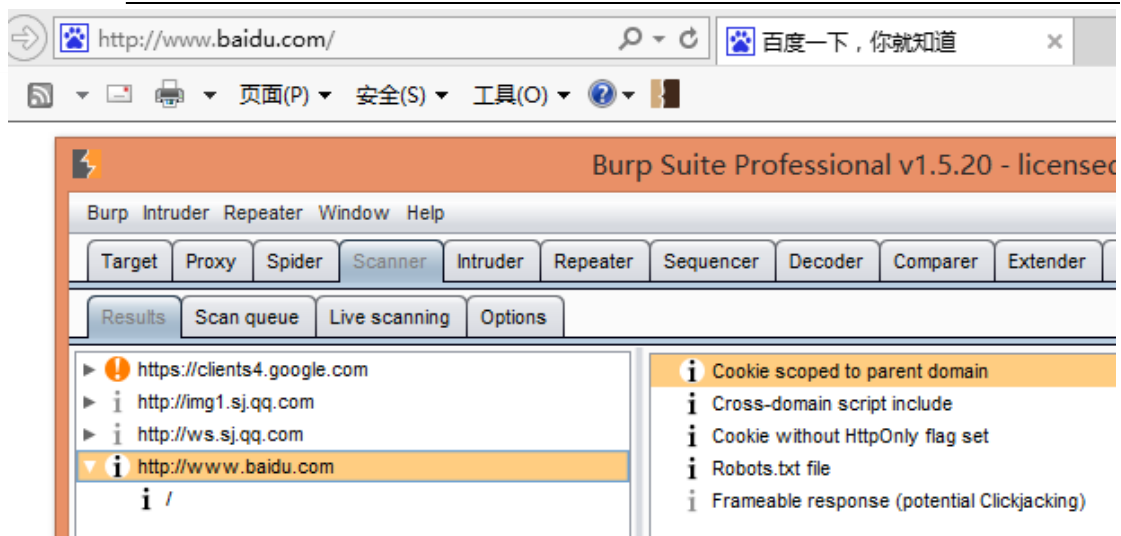 http://www.baidu.com/ 百度一下，你就知道
页面(P) 安全(S) 工具(O)
Burp Suite Professional v1.5.20 - licensed
Burp Intruder Repeater Window Help
Target Proxy Spider Scanner Intruder Repeater Sequencer Decoder Comparer Extender
Results Scan queue Live scanning Options
https://clients4.google.com
http://img1.sj.qq.com
http://ws.sj.qq.com
http://www.baidu.com
/
Cookie scoped to parent domain
Cross-domain script include
Cookie without HttpOnly flag set
Robots.txt file
Frameable response (potential Clickjacking)